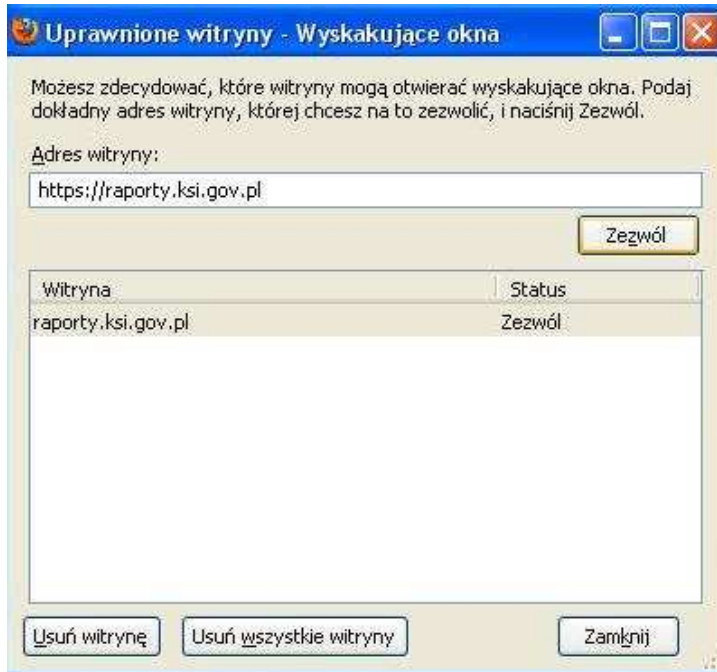 Uprawnione witryny - Wyskakujące okna
Możesz zdecydować, które witryny mogą otwierać wyskakujące okna. Podaj
dokładny adres witryny, której chcesz na to zezwolić, i naciśnij Zezwól.
Adres witryny:
https://raporty.ksi.gov.pl
Zezwól
Witryna Status
raporty.ksi.gov.pl Zezwól
Usuń witrynę Usuń wszystkie witryny Zamknij